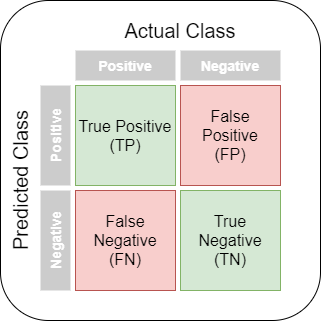 Actual Class
Positive
Negative
Predicted Class
Positive
True Positive
(TP)
False
Positive
(FP)
Negative
False
Negative
(FN)
True
Negative
(TN)